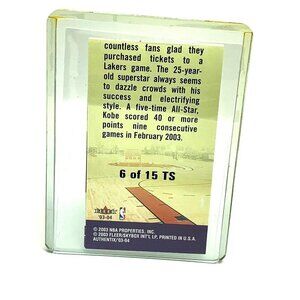 countless fans glad they
purchased tickets to a
Lakers game. The 25-year-
old superstar always seems
to dazzle crowds with his
success and electrifying
style. A five-time All-Star,
Kobe scored 40 or more
points nine consecutive
games in February 2003.
6 of 15 TS
'03-04
© 2003 NBA PROPERTIES, INC.
© 2003 FLEER/SKYBOX INT'L LP, PRINTED IN U.S.A.
AUTHENTIX/'03-04